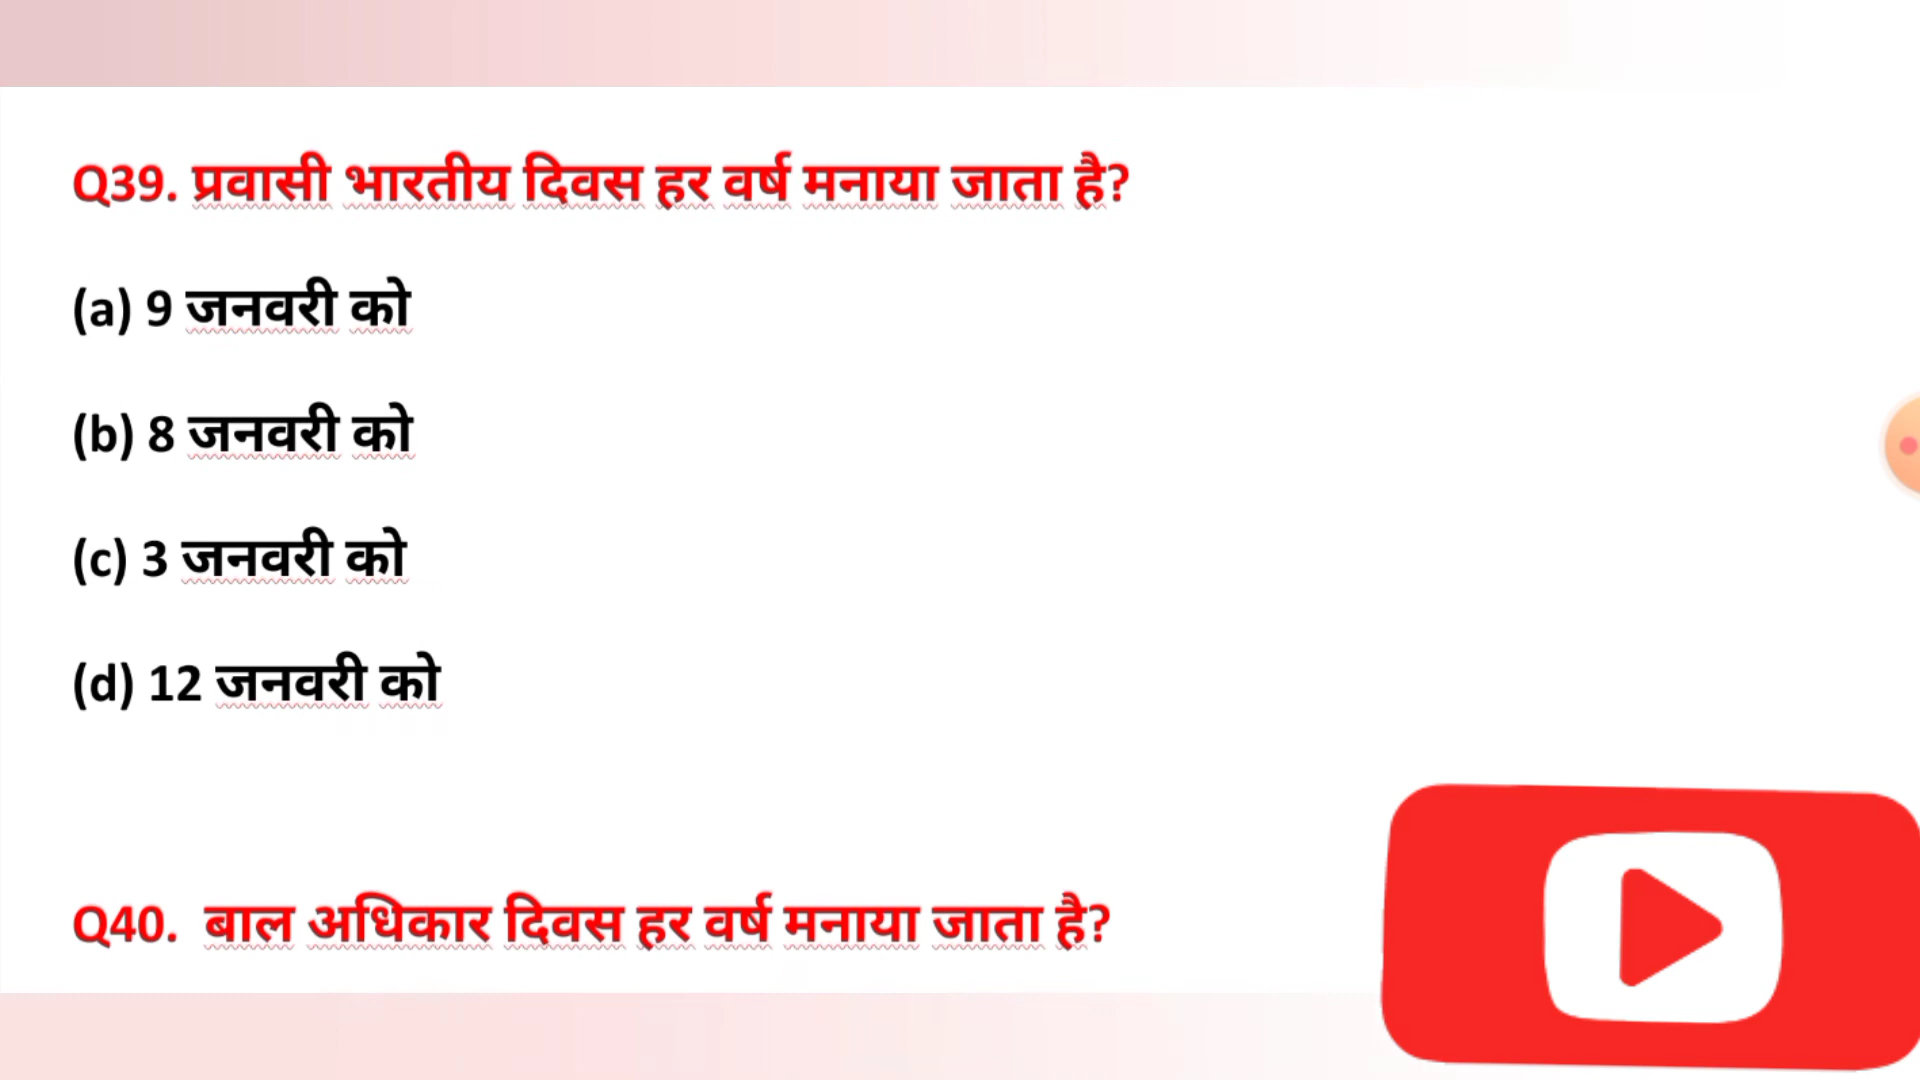 Q39. प्रवासी भारतीय दिवस हर वर्ष मनाया जाता है?
(a) 9 जनवरी को
(b) 8 जनवरी को
(c) 3 जनवरी को
(d) 12 जनवरी को
Q40. बाल अधिकार दिवस हर वर्ष मनाया जाता है?